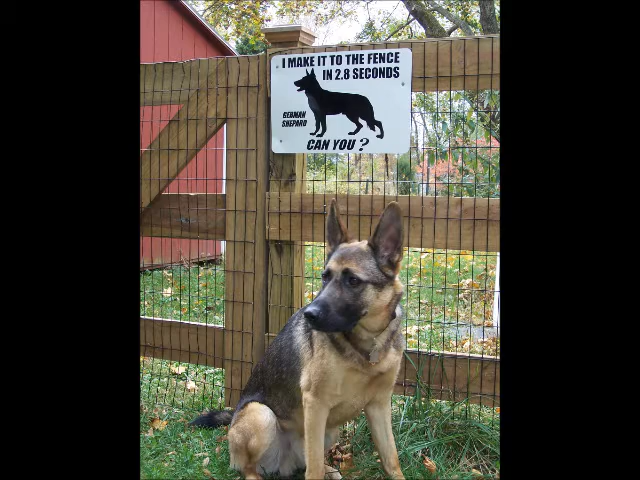 I MAKE IT TO THE FENCE
IN 2.8 SECONDS
GERMAN
SHEPARD
CAN YOU ?